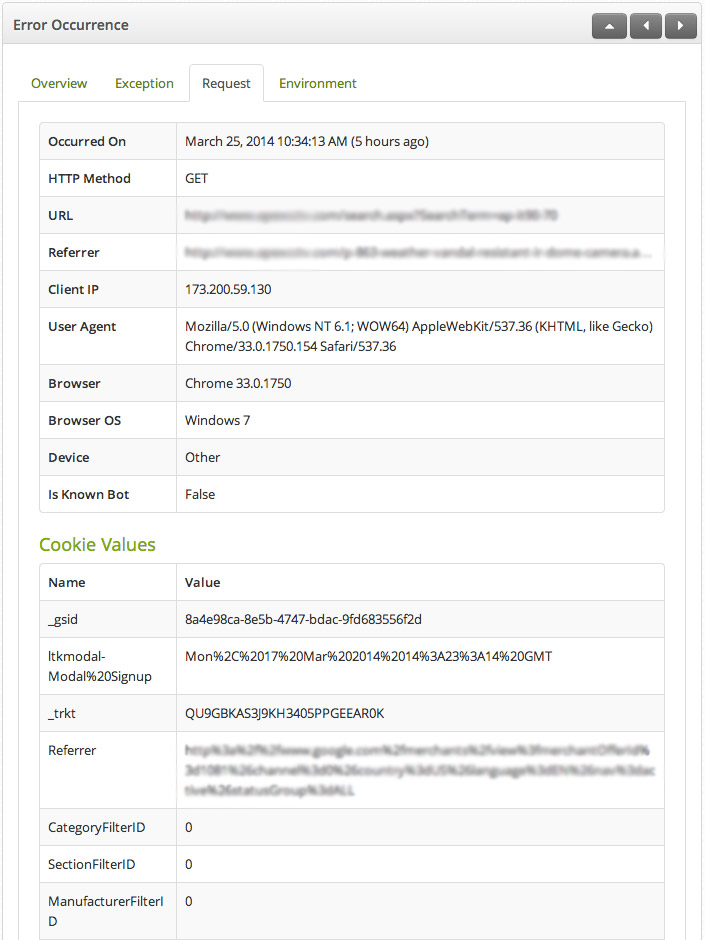 Error Occurrence
Overview Exception Request Environment
Occurred On March 25, 2014 10:34:13 AM (5 hours ago)
HTTP Method GET
URL
Referrer
Client IP 173.200.59.130
User Agent Mozilla/5.0 (Windows NT 6.1; WOW64) AppleWebKit/537.36 (KHTML, like Gecko)
Chrome/33.0.1750.154 Safari/537.36
Browser Chrome 33.0.1750
Browser OS Windows 7
Device Other
Is Known Bot False
Cookie Values
Name Value
_gsid 8a4e98ca-8e5b-4747-bdac-9fd683556f2d
ltkmodal- Mon%2C%2017%20Mar%202014%2014%3A23%3A14%20GMT
Modal%20Signup
_trkt QU9GBKAS3J9KH3405PPGEEAR0K
Referrer
CategoryFilterID 0
SectionFilterID 0
ManufacturerFilterI 0
D